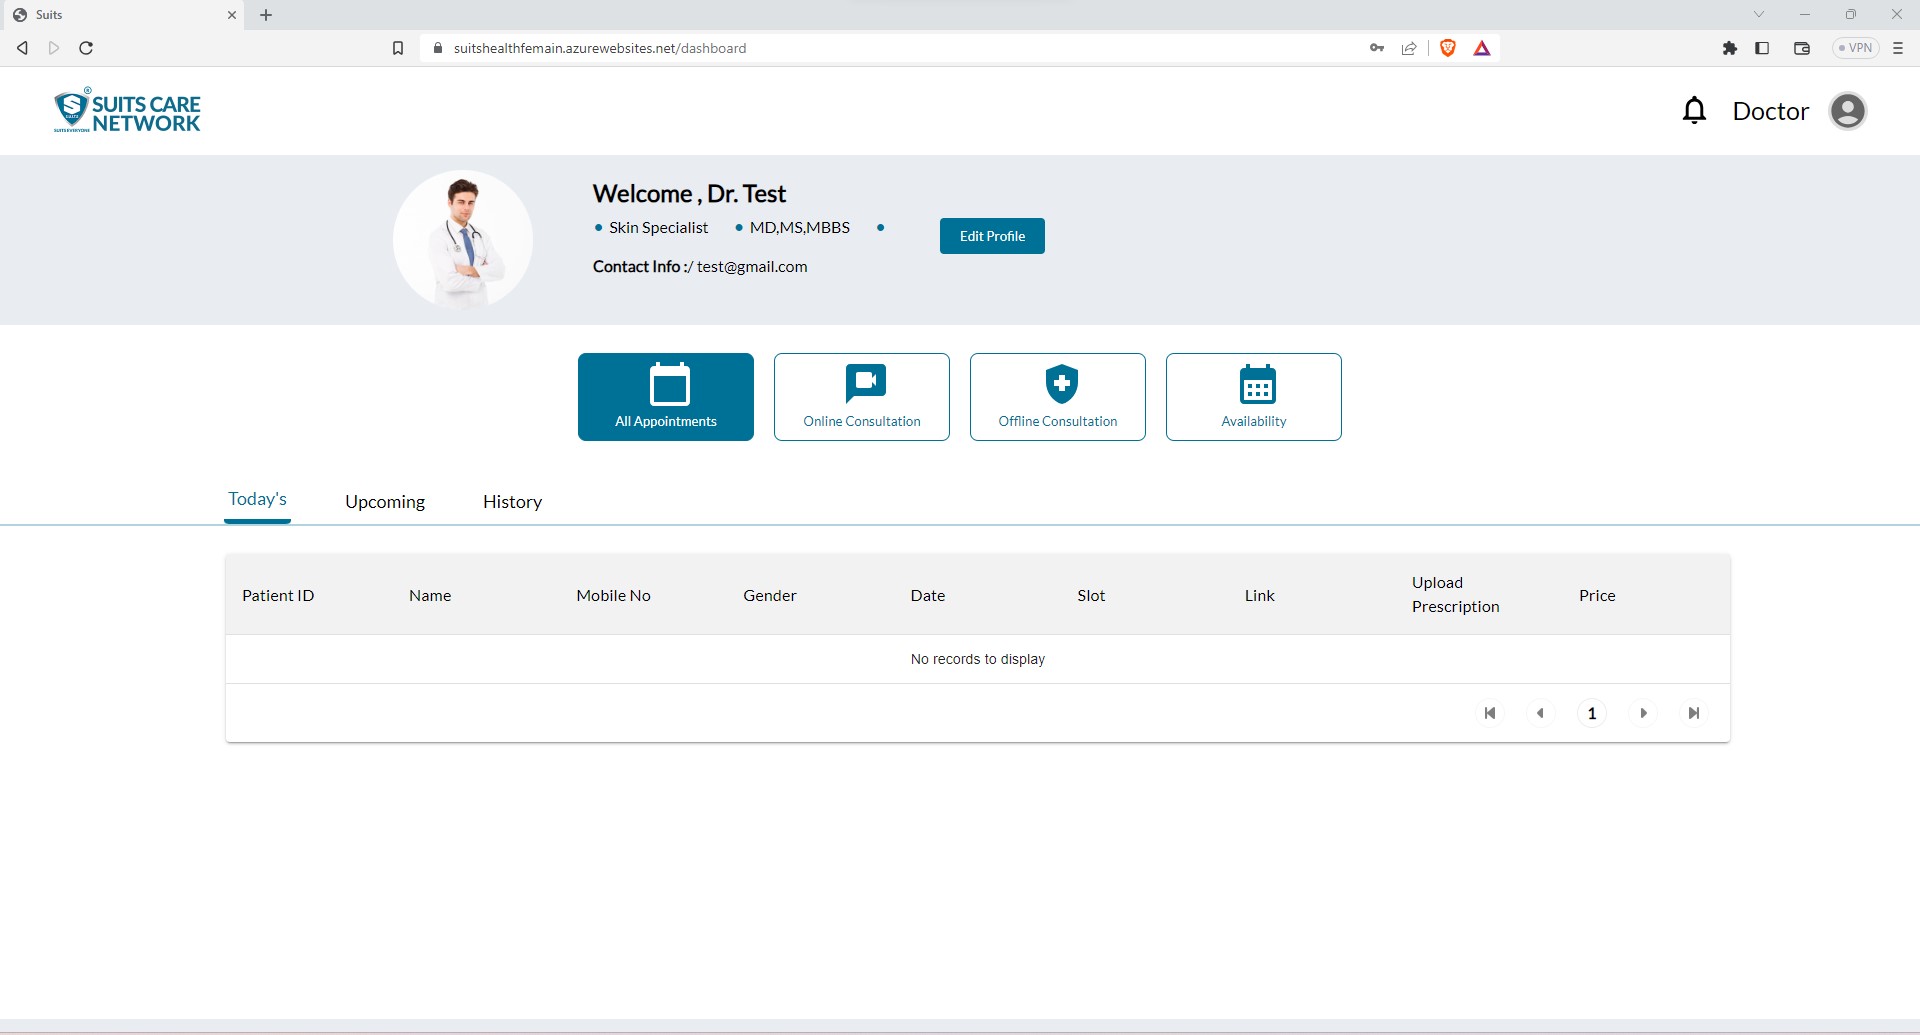 Suits
suitshealthfemain.azurewebsites.net/dashboard
VPN
SUITS CARE
NETWORK
SUITS EVERYONE
Doctor
Welcome , Dr. Test
Skin Specialist
MD,MS,MBBS
Edit Profile
Contact Info :/ test@gmail.com
All Appointments
Online Consultation
Offline Consultation
Availability
Today's
Upcoming
History
Patient ID
Name
Mobile No
Gender
Date
Slot
Link
Upload
Prescription
Price
No records to display
1